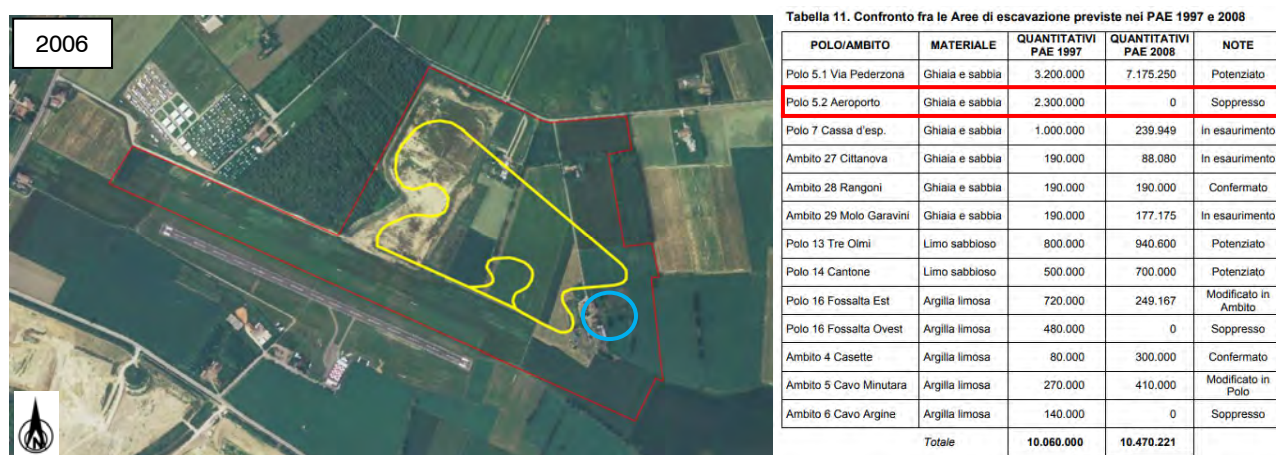 2006
N
Tabella 11. Confronto fra le Aree di escavazione previste nei PAE 1997 e 2008
POLO/AMBITO MATERIALE QUANTITATIVI PAE 1997 QUANTITATIVI PAE 2008 NOTE
Polo 5.1 Via Pederzona Ghiaia e sabbia 3.200.000 7.175.250 Potenziato
Polo 5.2 Aeroporto Ghiaia e sabbia 2.300.000 0 Soppresso
Polo 7 Cassa d'esp. Ghiaia e sabbia 1.000.000 239.949 In esaurimento
Ambito 27 Cittanova Ghiaia e sabbia 190.000 88.080 In esaurimento
Ambito 28 Rangoni Ghiaia e sabbia 190.000 190.000 Confermato
Ambito 29 Molo Garavini Ghiaia e sabbia 190.000 177.175 In esaurimento
Polo 13 Tre Olmi Limo sabbioso 800.000 940.600 Potenziato
Polo 14 Cantone Limo sabbioso 500.000 700.000 Potenziato
Polo 16 Fossalta Est Argilla limosa 720.000 249.167 Modificato in Ambito
Polo 16 Fossalta Ovest Argilla limosa 480.000 0 Soppresso
Ambito 4 Casette Argilla limosa 80.000 300.000 Confermato
Ambito 5 Cavo Minutara Argilla limosa 270.000 410.000 Modificato in Polo
Ambito 6 Cavo Argine Argilla limosa 140.000 0 Soppresso
Totale 10.060.000 10.470.221